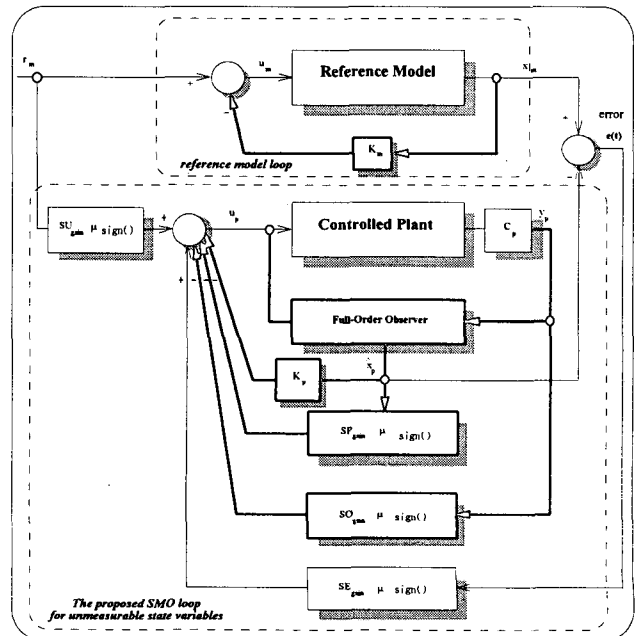 r_m
u_m
Reference Model
x_m
+
-
+
error
e(t)
-
K_m
reference model loop
SU_gain μ sign()
+
u_p
Controlled Plant
C_p
y_p
+
Full-Order Observer
K_p
x̂_p
SP_gain μ sign()
SO_gain μ sign()
SE_gain μ sign()
The proposed SMO loop
for unmeasurable state variables